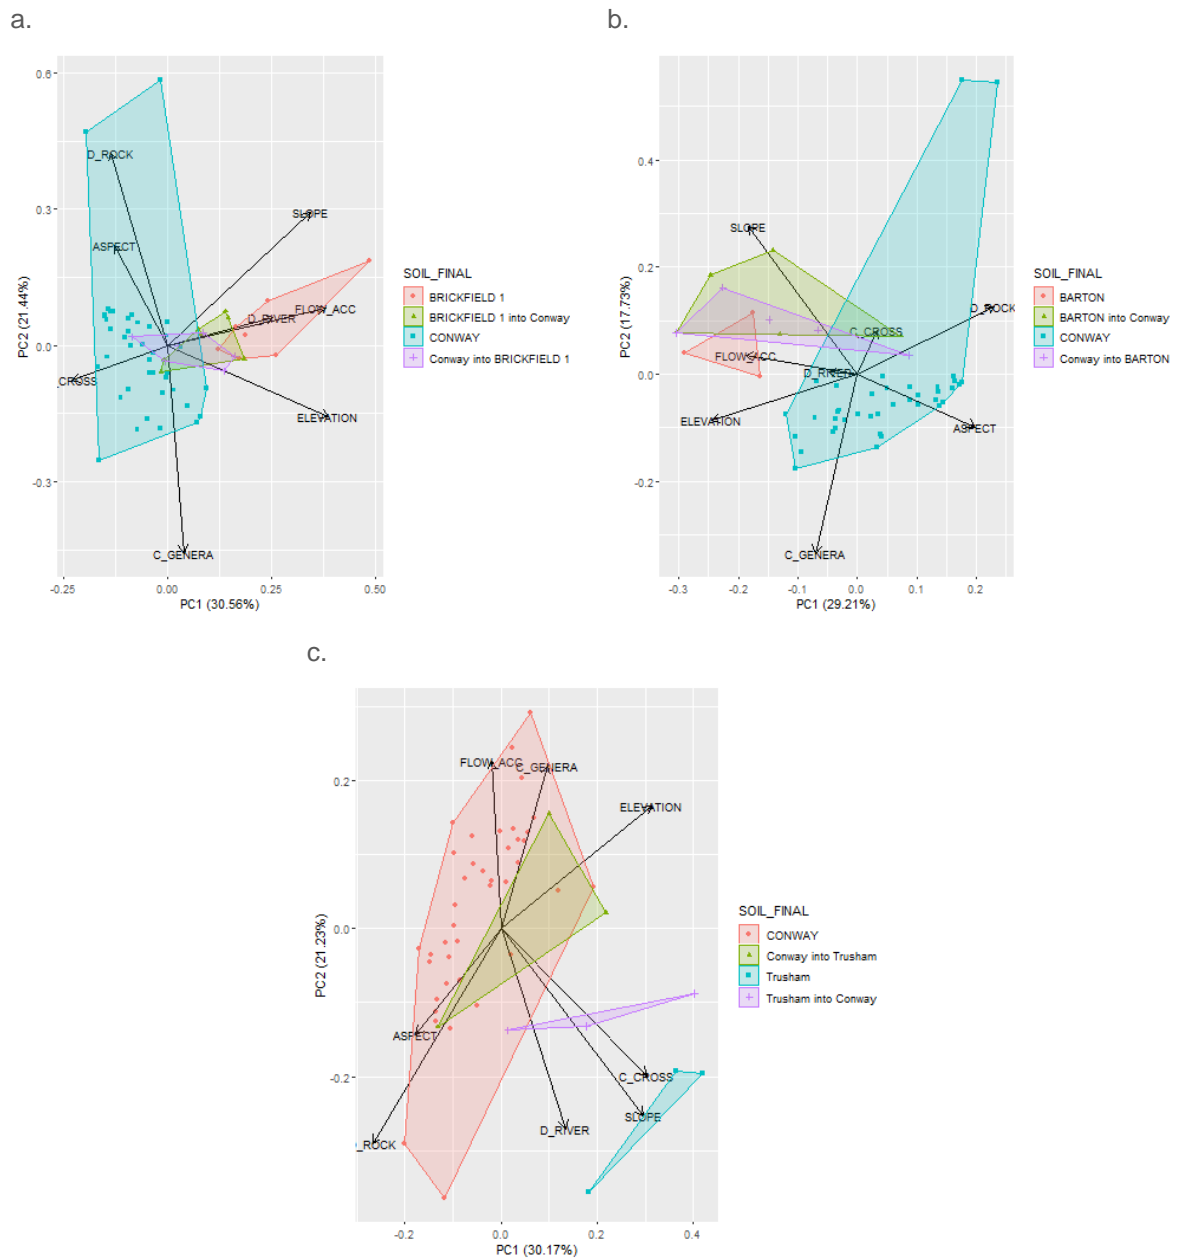 a.
0.6
0.3
0.0
-0.3
PC2 (21.44%)
D_ROCK
ASPECT
SLOPE
FLOW_ACC
D_RIVER
_CROSS
ELEVATION
C_GENERA
-0.25
0.00
0.25
0.50
PC1 (30.56%)
SOIL_FINAL
BRICKFIELD 1
BRICKFIELD 1 into Conway
CONWAY
Conway into BRICKFIELD 1
b.
0.4
0.2
0.0
-0.2
PC2 (17.73%)
SLOPE
D_ROCK
C_CROSS
FLOW_ACC
D_RIVER
ELEVATION
ASPECT
C_GENERA
-0.3
-0.2
-0.1
0.0
0.1
0.2
PC1 (29.21%)
SOIL_FINAL
BARTON
BARTON into Conway
CONWAY
Conway into BARTON
c.
0.2
0.0
-0.2
PC2 (21.23%)
FLOW_ACC
C_GENERA
ELEVATION
ASPECT
C_CROSS
SLOPE
D_RIVER
_ROCK
-0.2
0.0
0.2
0.4
PC1 (30.17%)
SOIL_FINAL
CONWAY
Conway into Trusham
Trusham
Trusham into Conway